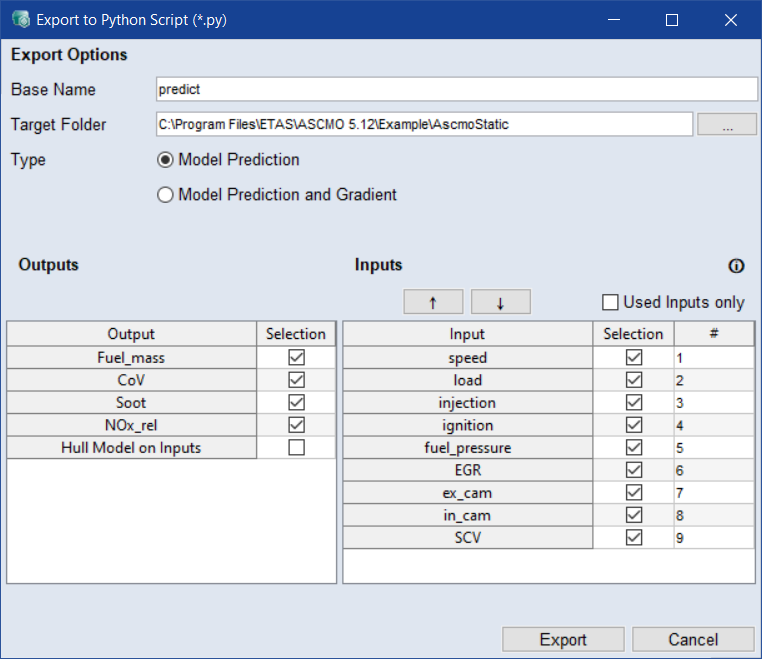 Export to Python Script (*.py)
Export Options
Base Name predict
Target Folder C:\Program Files\ETAS\ASCMO 5.12\Example\AscmoStatic ...
Type Model Prediction
Model Prediction and Gradient
Outputs
Inputs
↑ ↓ Used Inputs only
Output Selection
Fuel_mass
CoV
Soot
NOx_rel
Hull Model on Inputs
Input Selection #
speed 1
load 2
injection 3
ignition 4
fuel_pressure 5
EGR 6
ex_cam 7
in_cam 8
SCV 9
Export Cancel